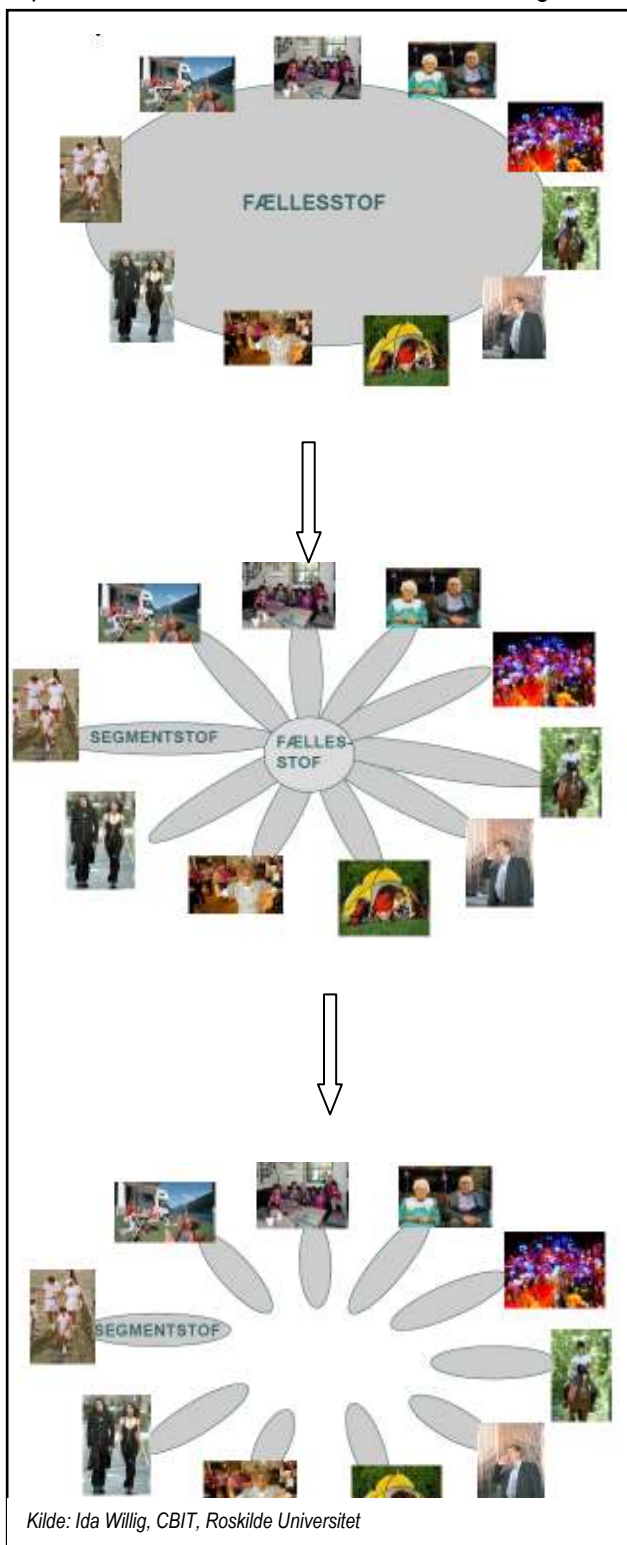 FÆLLESSTOF
SEGMENTSTOF
FÆLLES-
STOF
SEGMENTSTOF
Kilde: Ida Willig, CBIT, Roskilde Universitet